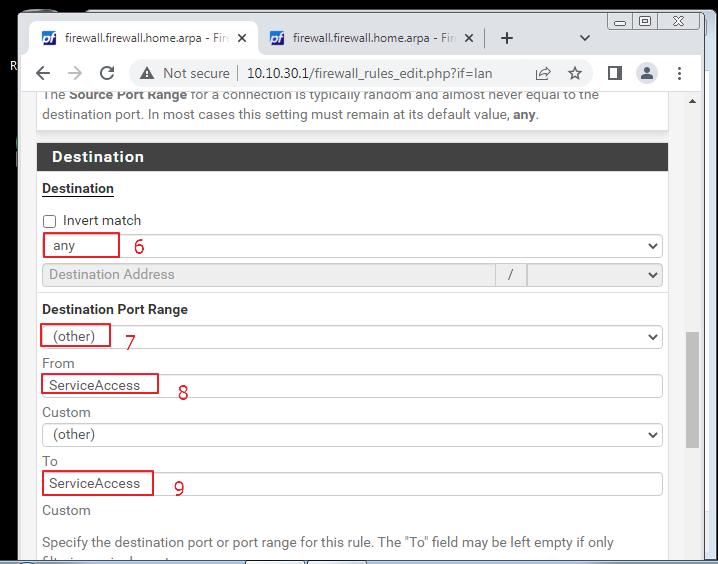 R
firewall.firewall.home.arpa - Fir
firewall.firewall.home.arpa - Fire
Not secure | 10.10.30.1/firewall_rules_edit.php?if=lan
The Source Port Range for a connection is typically random and almost never equal to the
destination port. In most cases this setting must remain at its default value, any.
Destination
Destination
Invert match
any 6
Destination Address /
Destination Port Range
(other) 7
From
ServiceAccess 8
Custom
(other)
To
ServiceAccess 9
Custom
Specify the destination port or port range for this rule. The "To" field may be left empty if only